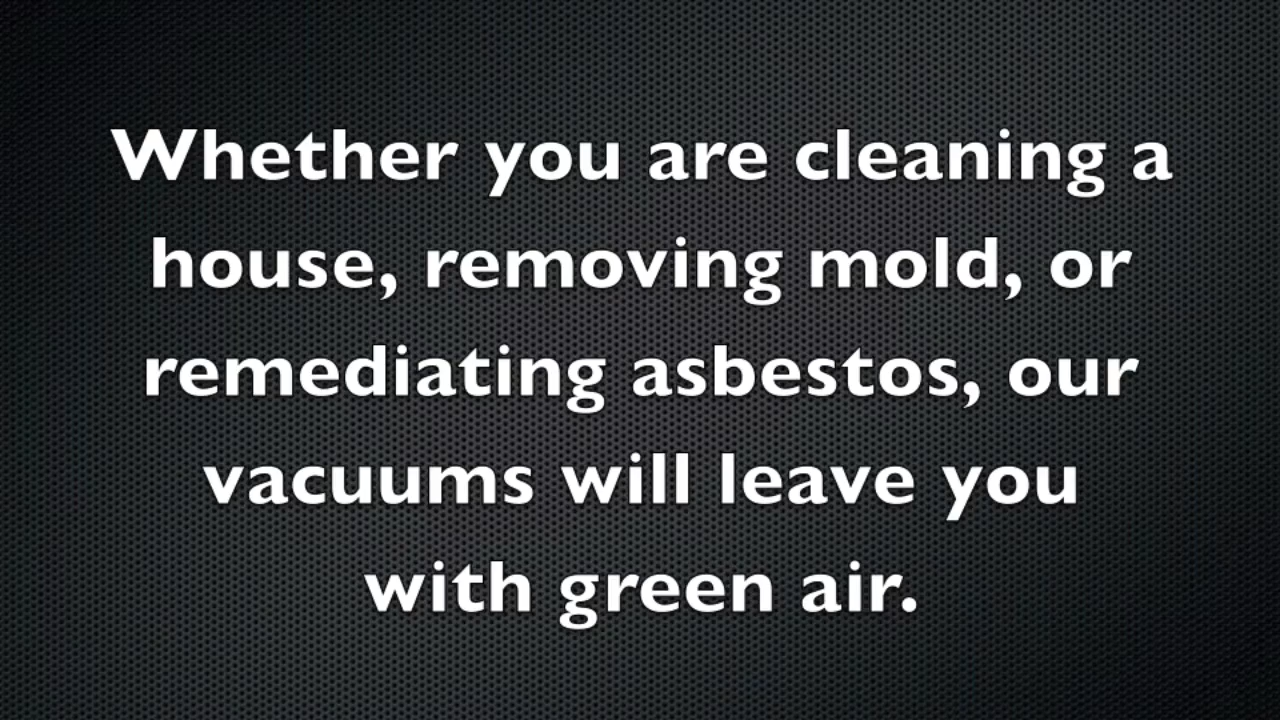 Whether you are cleaning a
house, removing mold, or
remediating asbestos, our
vacuums will leave you
with green air.